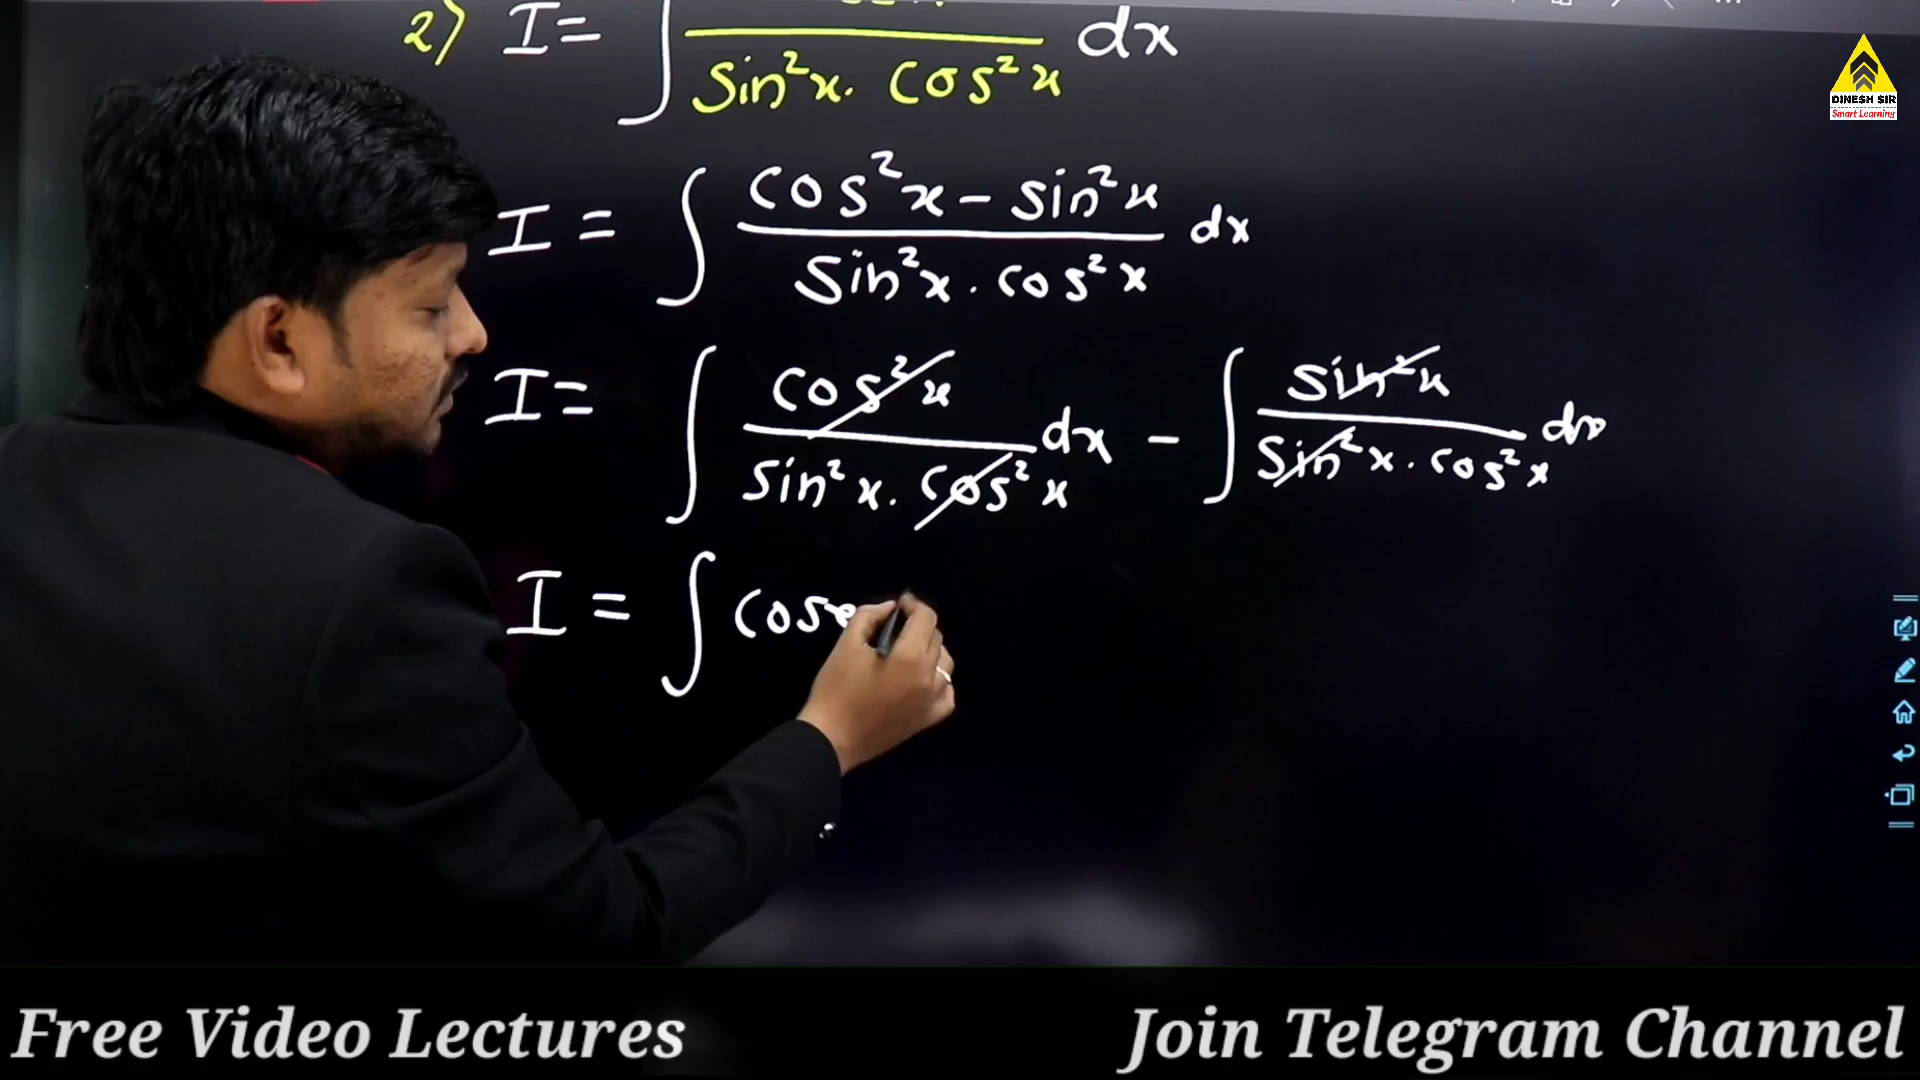 2) I = ∫ ——— dx
sin²x. cos²x
I = ∫ cos²x - sin²x dx
sin²x . cos²x
I = ∫ cos²x dx - ∫ sin²x dx
sin²x . cos²x sin²x . cos²x
I = ∫ cose
DINESH SIR
Smart Learning
Free Video Lectures
Join Telegram Channel